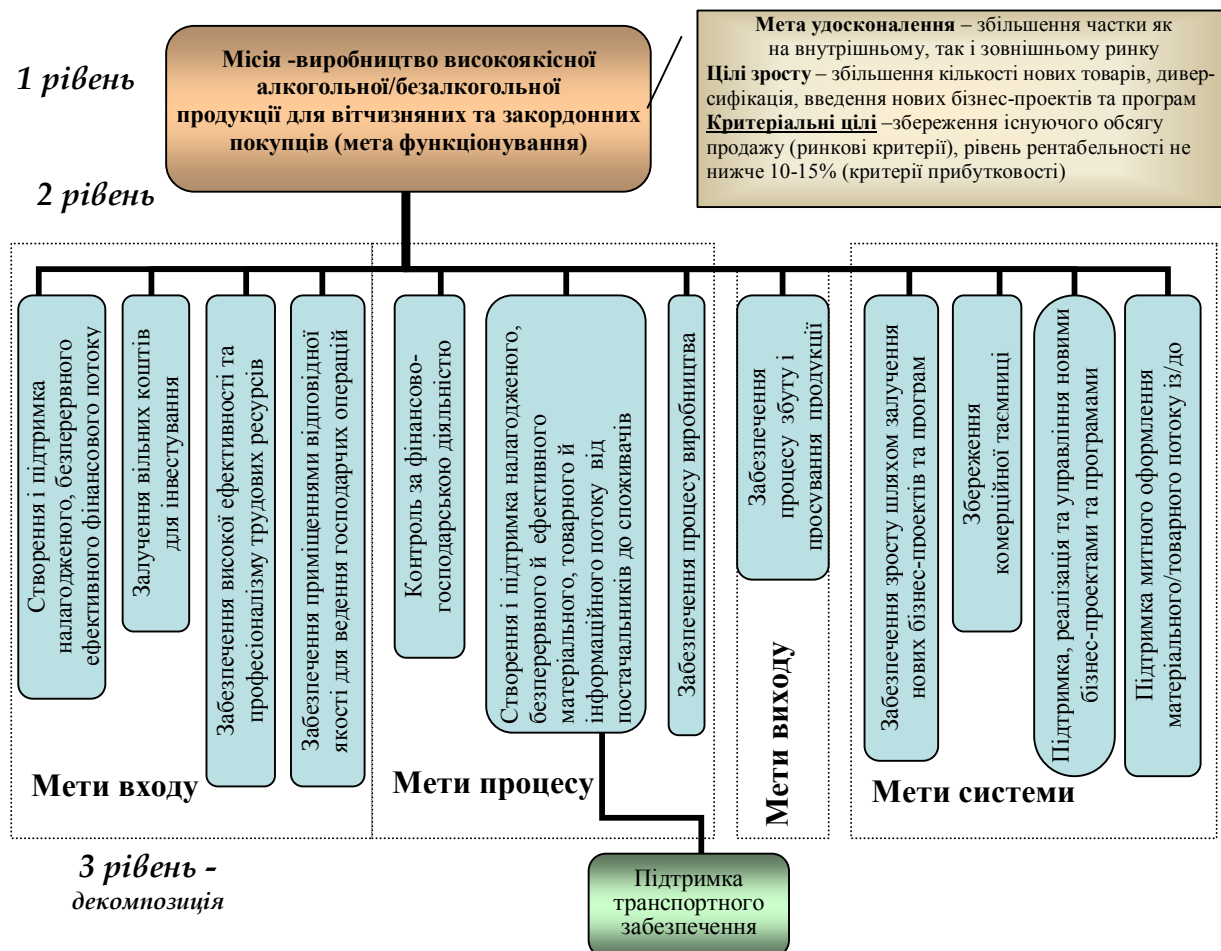 1 рівень
Місія -виробництво високоякісної
алкогольної/безалкогольної
продукції для вітчизняних та закордонних
покупців (мета функціонування)
Мета удосконалення – збільшення частки як
на внутрішньому, так і зовнішньому ринку
Цілі зросту – збільшення кількості нових товарів, дивер-
сифікація, введення нових бізнес-проектів та програм
Критеріальні цілі –збереження існуючого обсягу
продажу (ринкові критерії), рівень рентабельності не
нижче 10-15% (критерії прибутковості)
2 рівень
Створення і підтримка
налагодженого, безперервного
ефективного фінансового потоку
Залучення вільних коштів
для інвестування
Забезпечення високої ефективності та
професіоналізму трудових ресурсів
Забезпечення приміщеннями відповідної
якості для ведення господарчих операцій
Мети входу
Контроль за фінансово-
господарською діяльністю
Створення і підтримка налагодженого,
безперервного й ефективного
матеріального, товарного й
інформаційного потоку від
постачальників до споживачів
Забезпечення процесу виробництва
Мети процесу
Забезпечення
процесу збуту і
просування продукції
Мети виходу
Забезпечення зросту шляхом залучення
нових бізнес-проектів та програм
Збереження
комерційної таємниці
Підтримка, реалізація та управління новими
бізнес-проектами та програмами
Підтримка митного оформлення
матеріального/товарного потоку із/до
Мети системи
3 рівень -
декомпозиція
Підтримка
транспортного
забезпечення